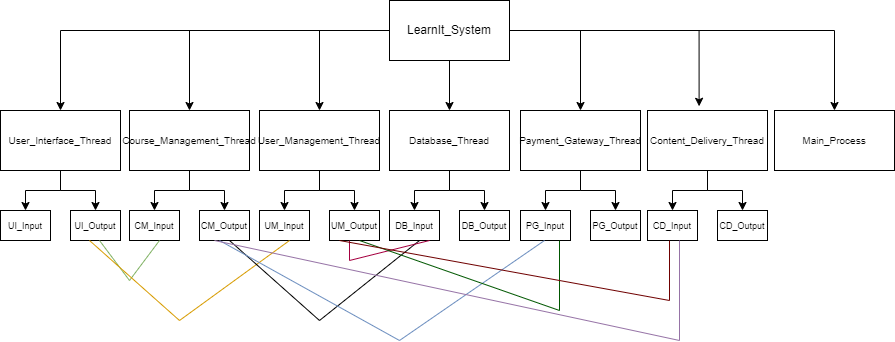 LearnIt_System
User_Interface_Thread
Course_Management_Thread
User_Management_Thread
Database_Thread
Payment_Gateway_Thread
Content_Delivery_Thread
Main_Process
UI_Input
UI_Output
CM_Input
CM_Output
UM_Input
UM_Output
DB_Input
DB_Output
PG_Input
PG_Output
CD_Input
CD_Output